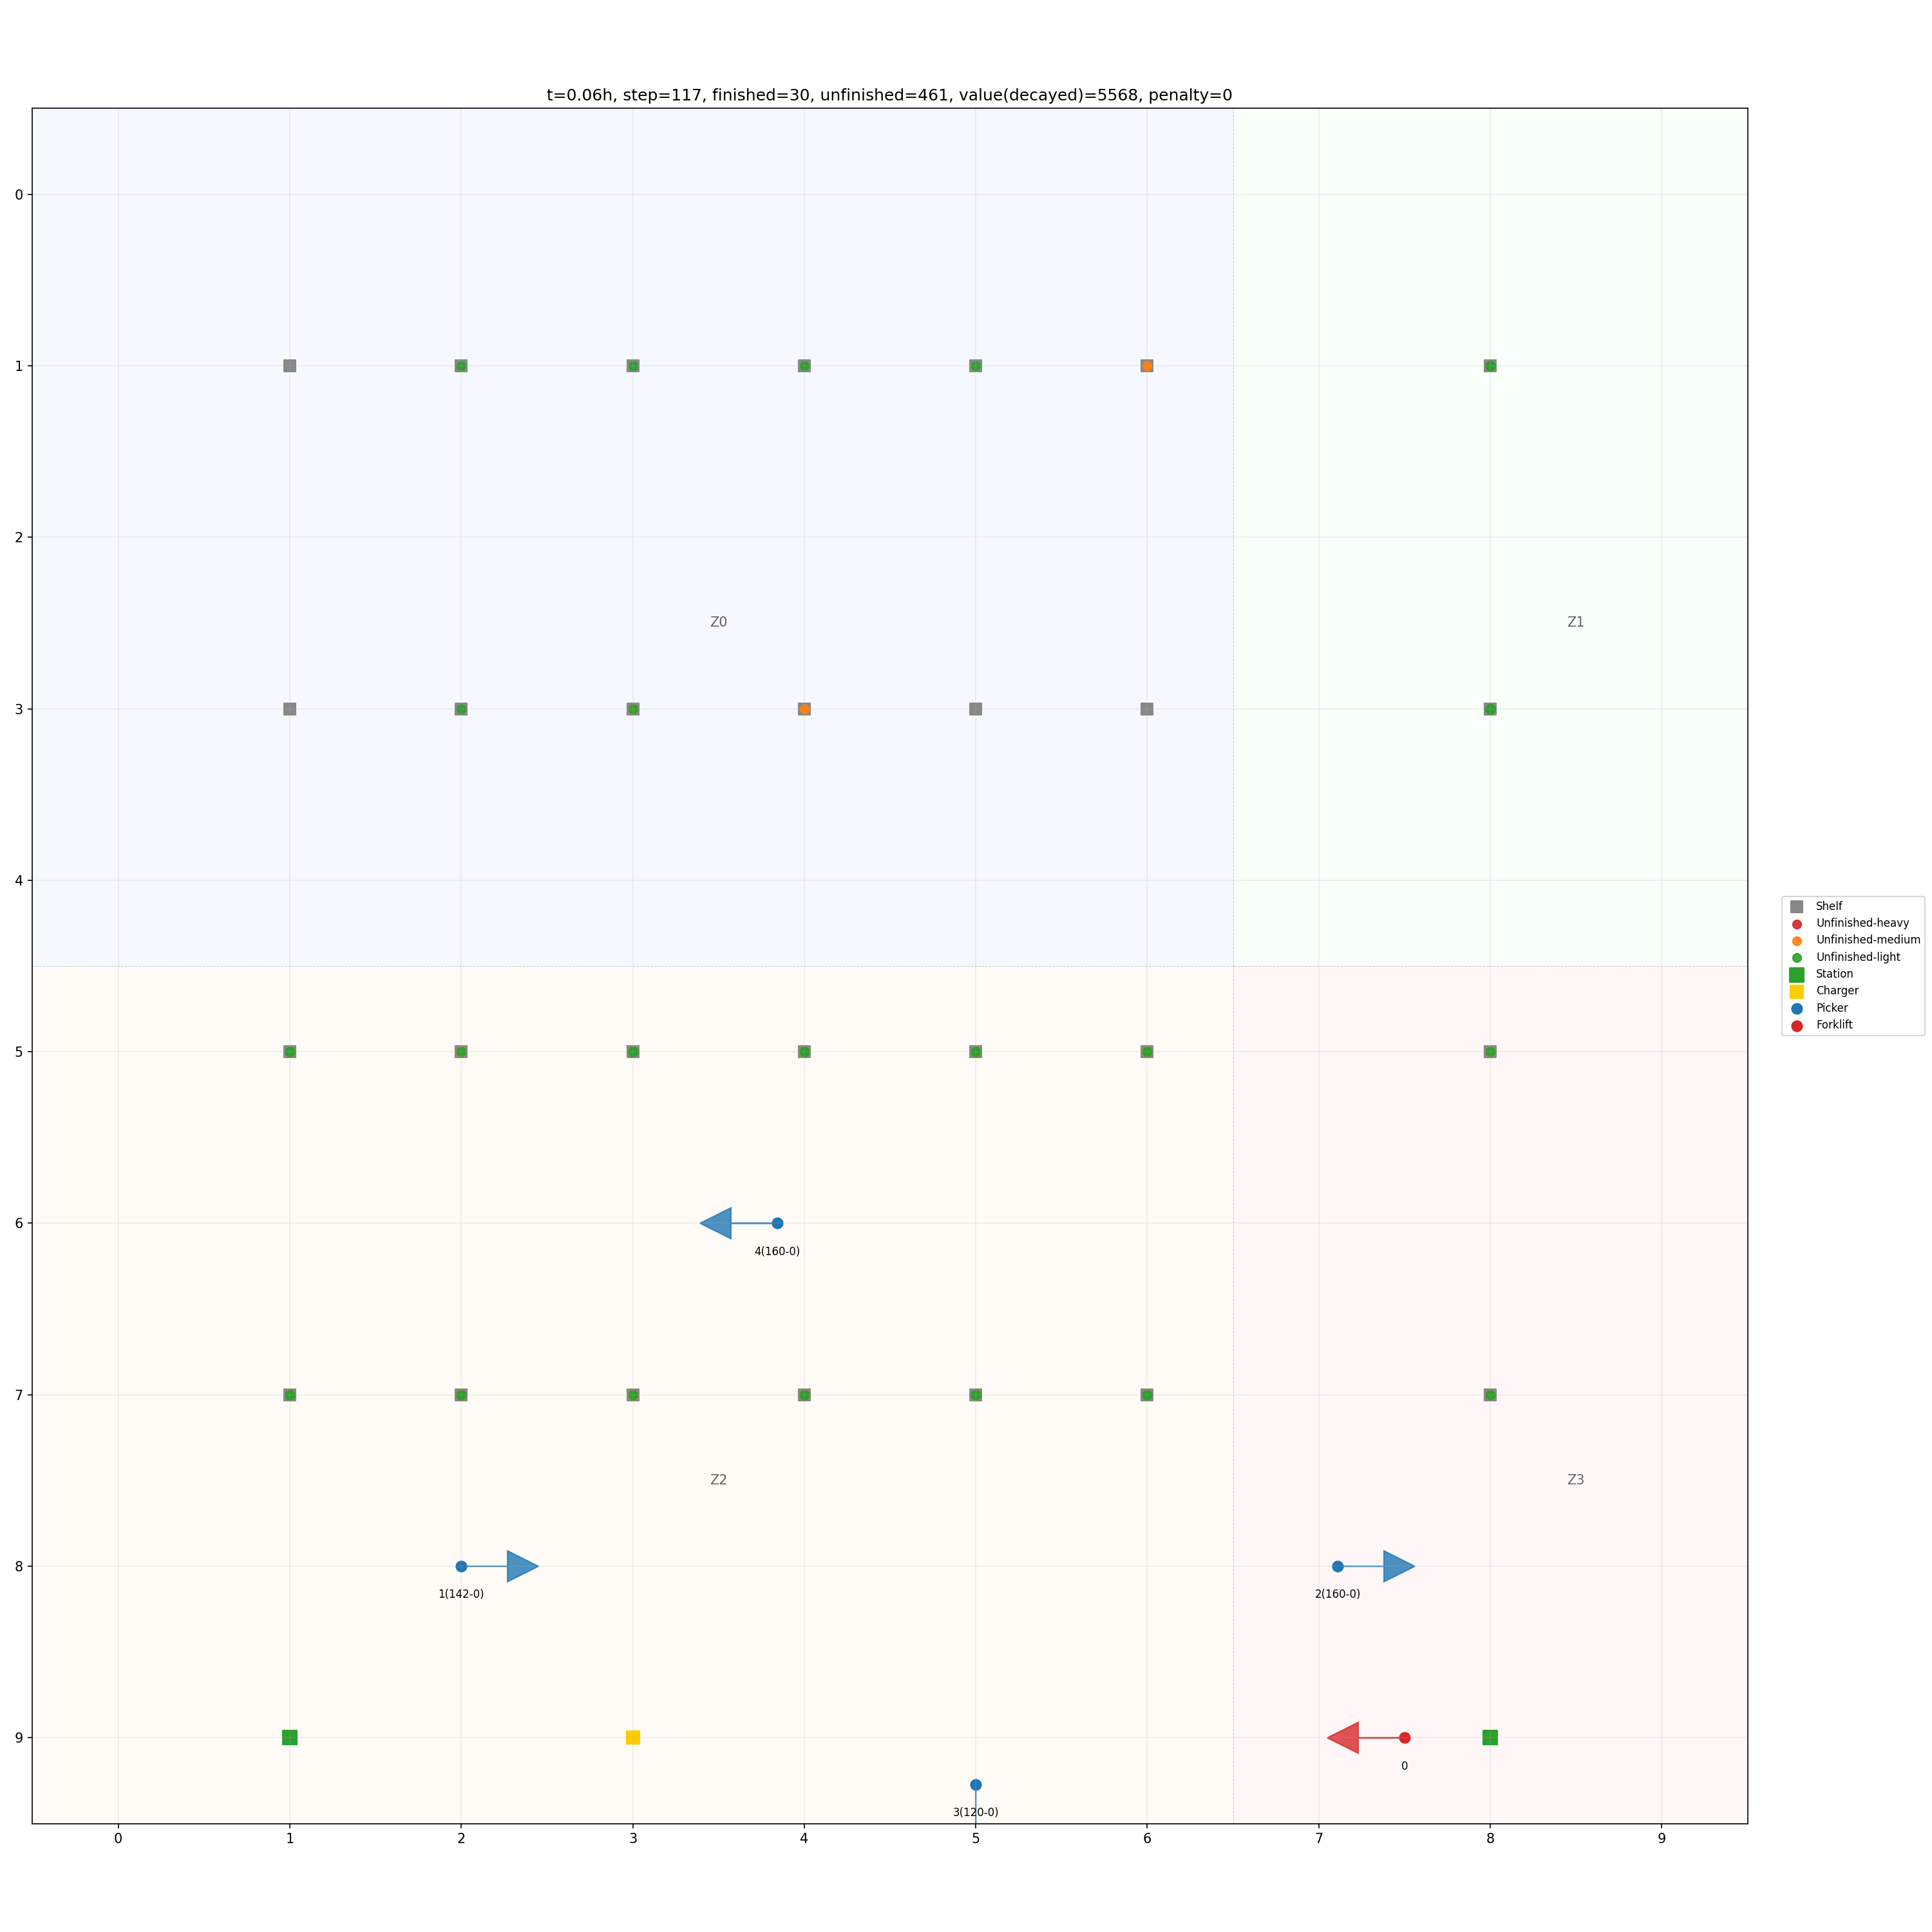 t=0.06h, step=117, finished=30, unfinished=461, value(decayed)=5568, penalty=0
0
1
2
Z0
Z1
3
4
Shelf
Unfinished-heavy
Unfinished-medium
Unfinished-light
Station
Charger
Picker
Forklift
5
6
4(160-0)
7
Z2
Z3
8
1(142-0)
2(160-0)
9
0
3(120-0)
0 1 2 3 4 5 6 7 8 9